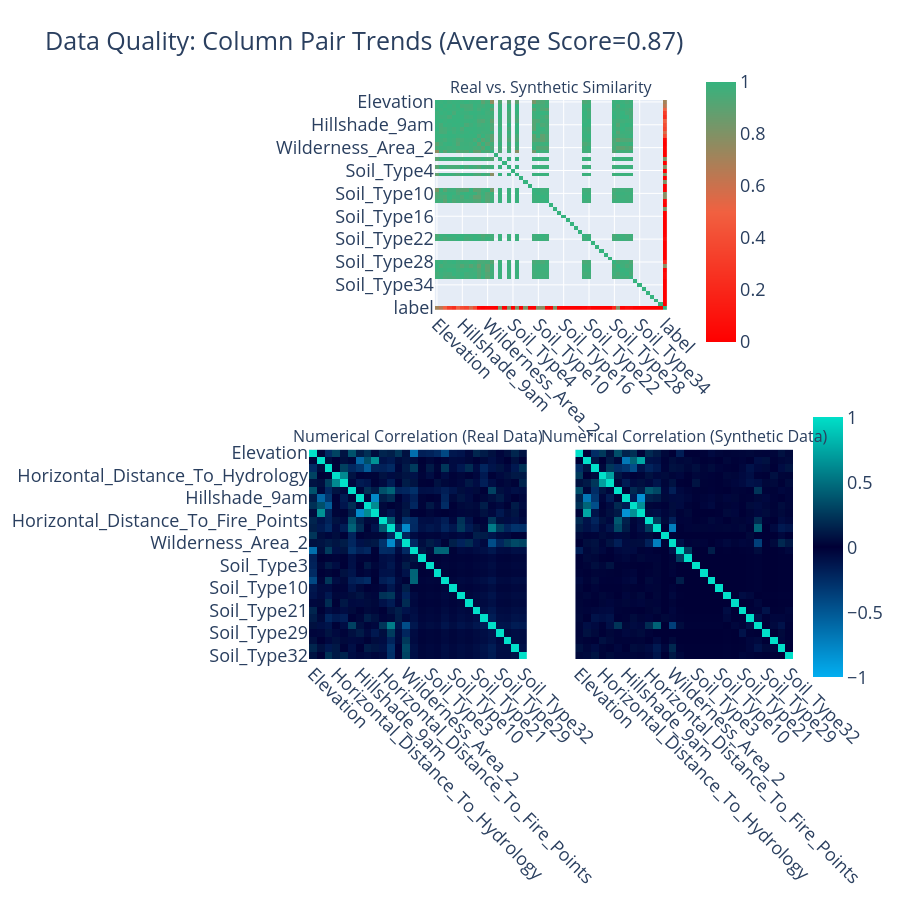 Data Quality: Column Pair Trends (Average Score=0.87)
Real vs. Synthetic Similarity
Elevation
Hillshade_9am
Wilderness_Area_2
Soil_Type4
Soil_Type10
Soil_Type16
Soil_Type22
Soil_Type28
Soil_Type34
label
Elevation
Hillshade_9am
Wilderness_Area_2
Soil_Type4
Soil_Type10
Soil_Type16
Soil_Type22
Soil_Type28
Soil_Type34
label
1
0.8
0.6
0.4
0.2
0
Numerical Correlation (Real Data)
Numerical Correlation (Synthetic Data)
Elevation
Horizontal_Distance_To_Hydrology
Hillshade_9am
Horizontal_Distance_To_Fire_Points
Wilderness_Area_2
Soil_Type3
Soil_Type10
Soil_Type21
Soil_Type29
Soil_Type32
Elevation
Horizontal_Distance_To_Hydrology
Hillshade_9am
Horizontal_Distance_To_Fire_Points
Wilderness_Area_2
Soil_Type3
Soil_Type10
Soil_Type21
Soil_Type29
Soil_Type32
Elevation
Horizontal_Distance_To_Hydrology
Hillshade_9am
Horizontal_Distance_To_Fire_Points
Wilderness_Area_2
Soil_Type3
Soil_Type10
Soil_Type21
Soil_Type29
Soil_Type32
1
0.5
0
−0.5
−1